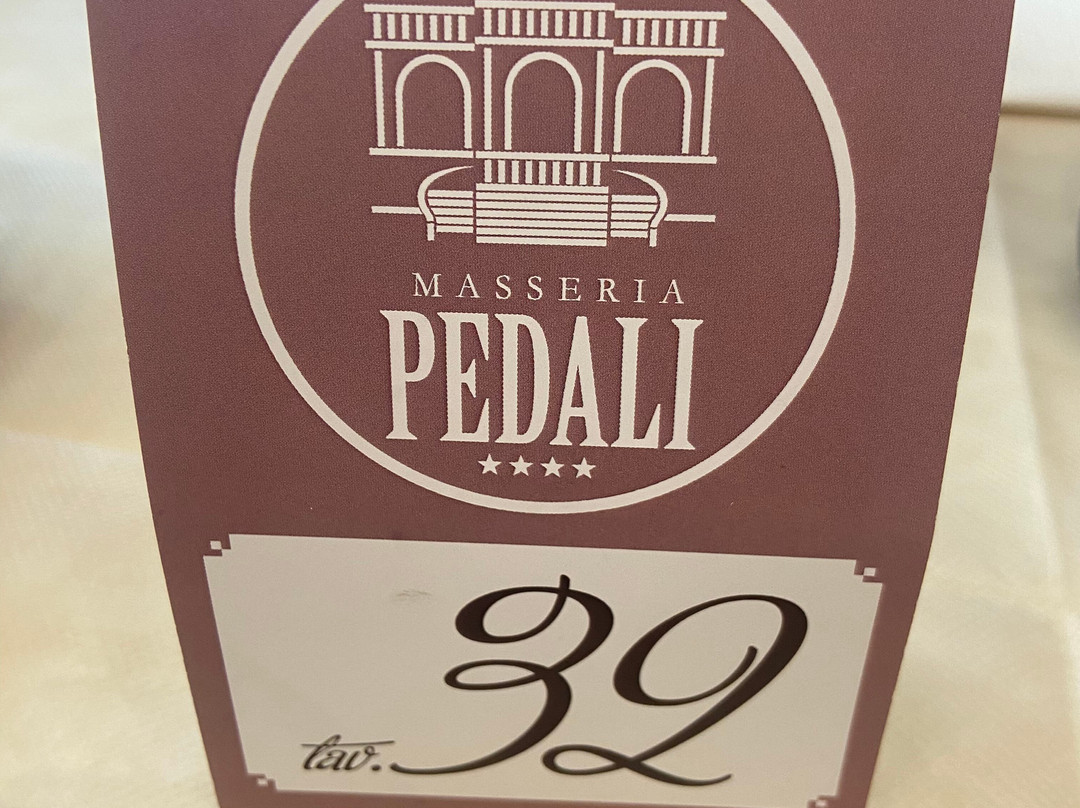 MASSERIA
PEDALI
tav. 32